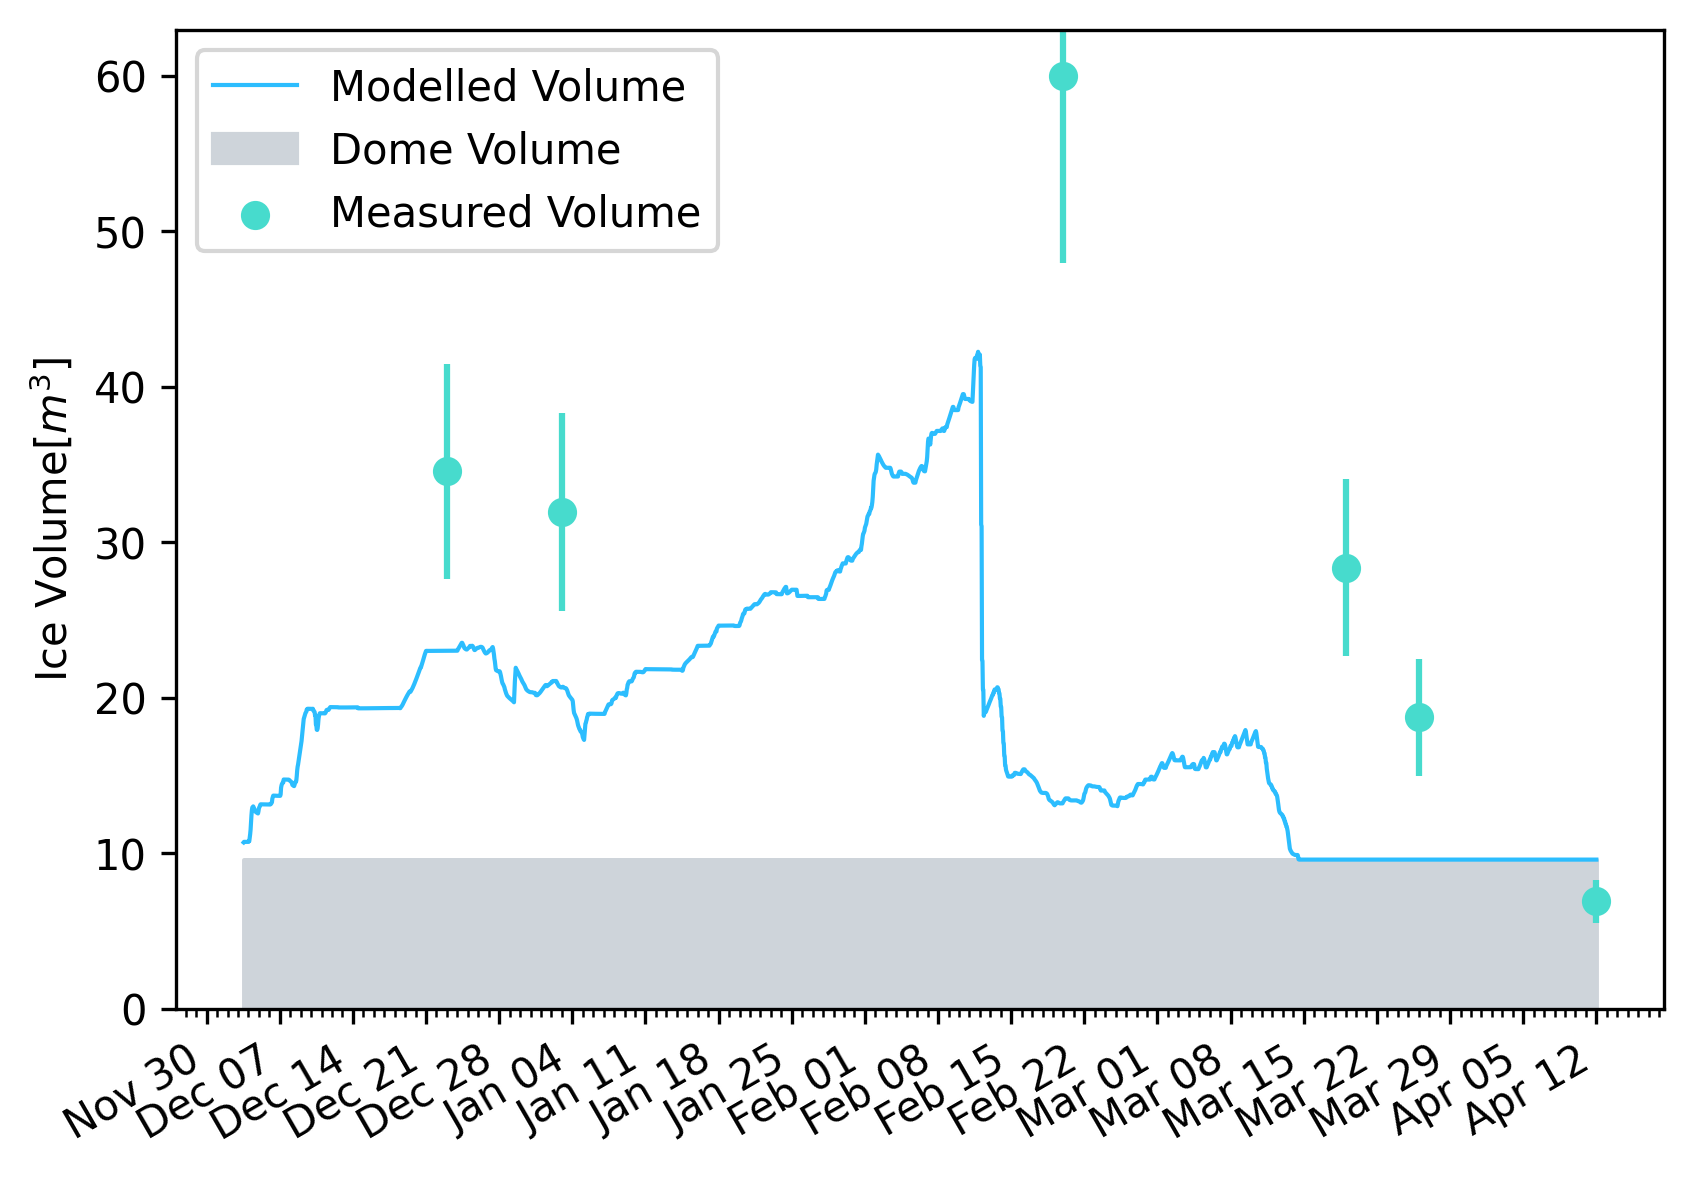 Modelled Volume
Dome Volume
Measured Volume
Ice Volume[m³]
60
50
40
30
20
10
0
Nov 30
Dec 07
Dec 14
Dec 21
Dec 28
Jan 04
Jan 11
Jan 18
Jan 25
Feb 01
Feb 08
Feb 15
Feb 22
Mar 01
Mar 08
Mar 15
Mar 22
Mar 29
Apr 05
Apr 12